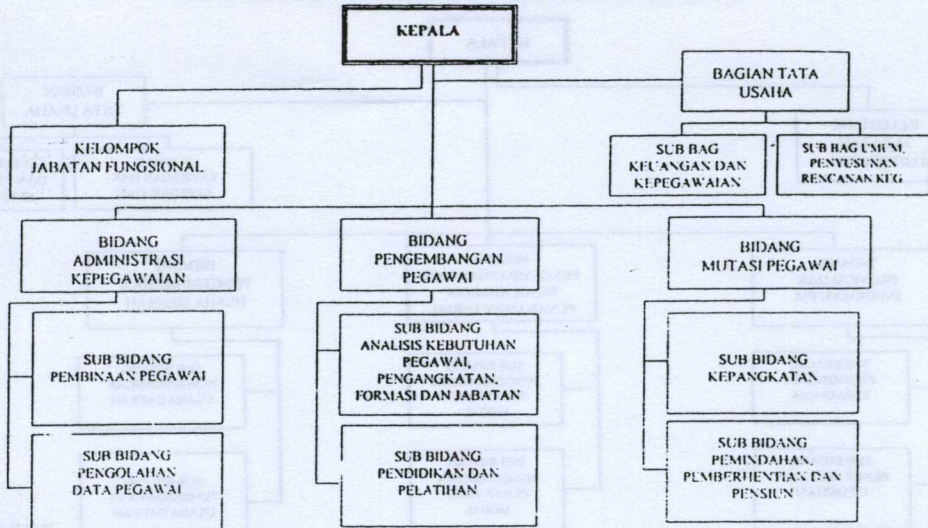 KEPALA
BAGIAN TATA
USAHA
KELOMPOK
JABATAN FUNGSIONAL
SUB BAG
KEUANGAN DAN
KEPEGAWAIAN
SUB BAG UMUM,
PENYUSUNAN
RENCANAN KEG
BIDANG
ADMINISTRASI
KEPEGAWAIAN
BIDANG
PENGEMBANGAN
PEGAWAI
BIDANG
MUTASI PEGAWAI
SUB BIDANG
PEMBINAAN PEGAWAI
SUB BIDANG
ANALISIS KEBUTUHAN
PEGAWAI,
PENGANGKATAN,
FORMASI DAN JABATAN
SUB BIDANG
KEPANGKATAN
SUB BIDANG
PENGOLAHAN
DATA PEGAWAI
SUB BIDANG
PENDIDIKAN DAN
PELATIHAN
SUB BIDANG
PEMINDAHAN,
PEMBERHENTIAN DAN
PENSIUN